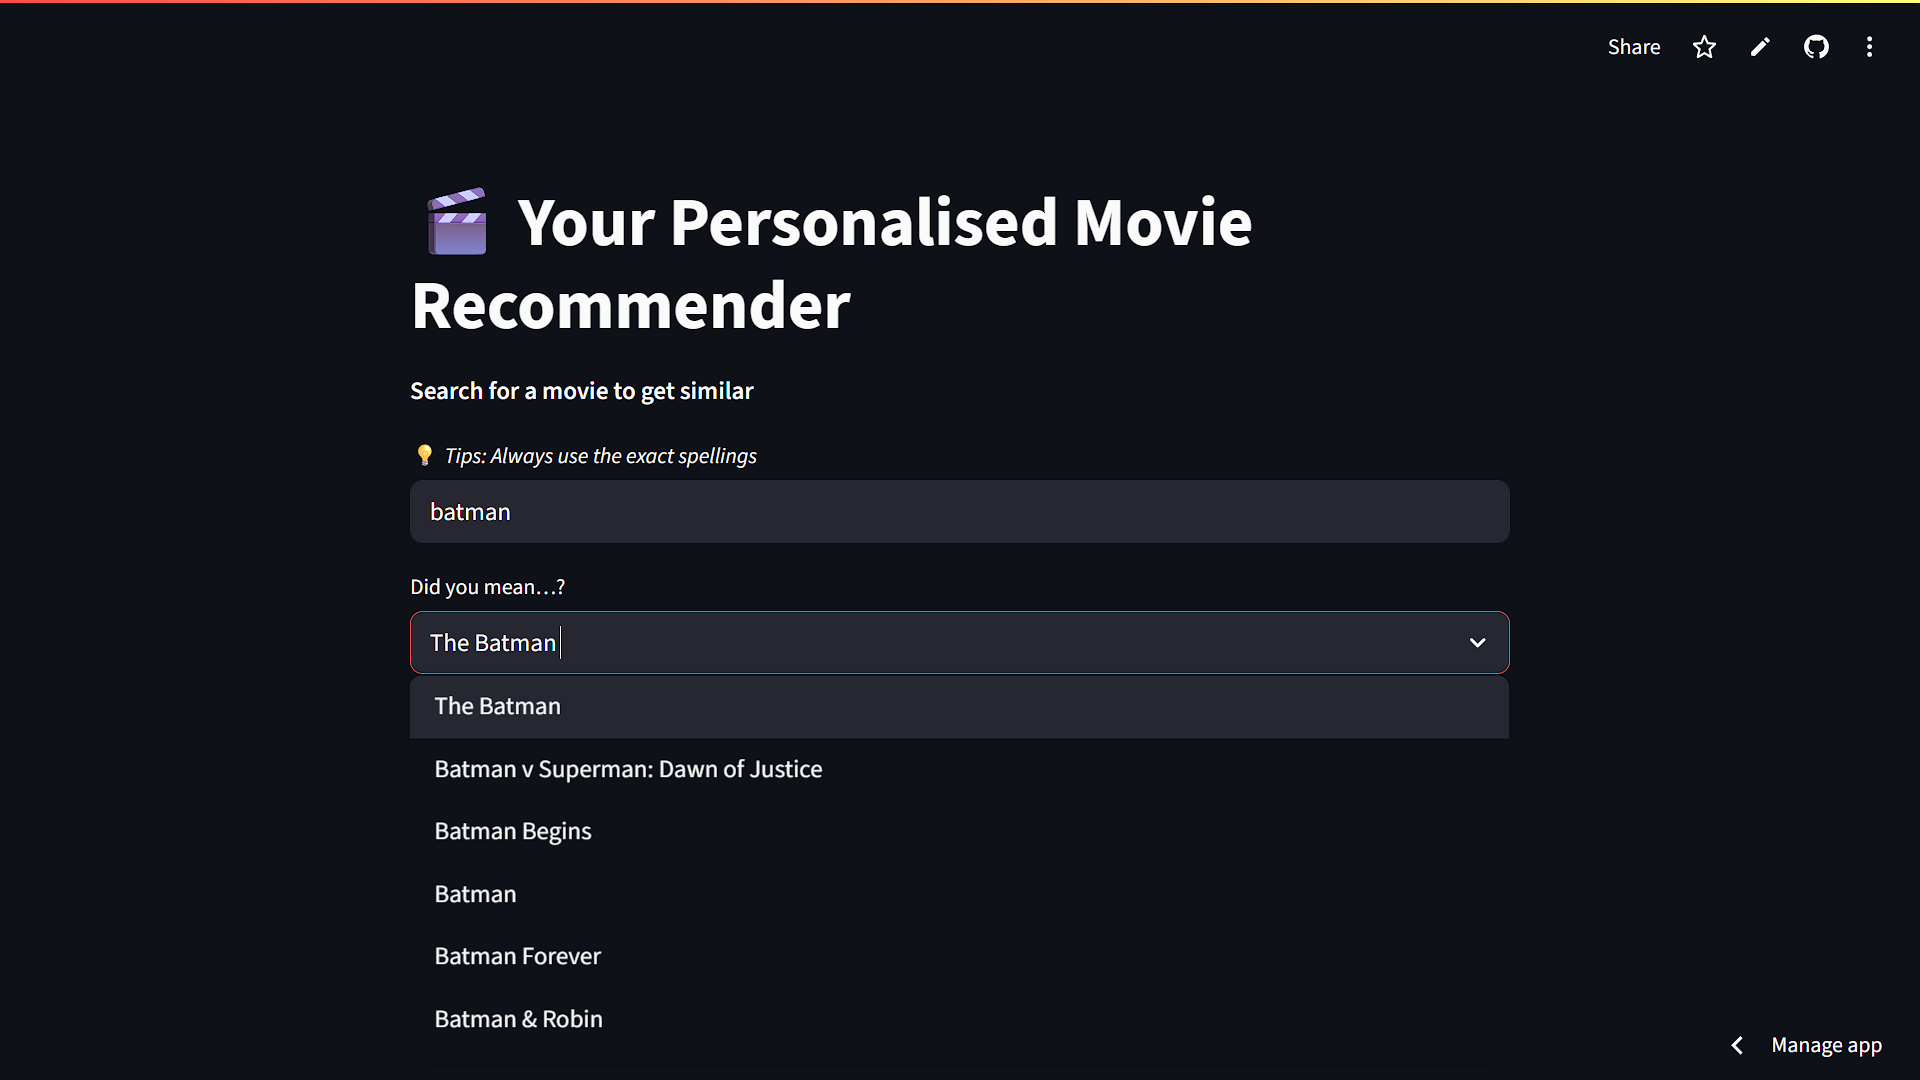 Share
Your Personalised Movie
Recommender
Search for a movie to get similar
Tips: Always use the exact spellings
batman
Did you mean...?
The Batman
The Batman
Batman v Superman: Dawn of Justice
Batman Begins
Batman
Batman Forever
Batman & Robin
Manage app